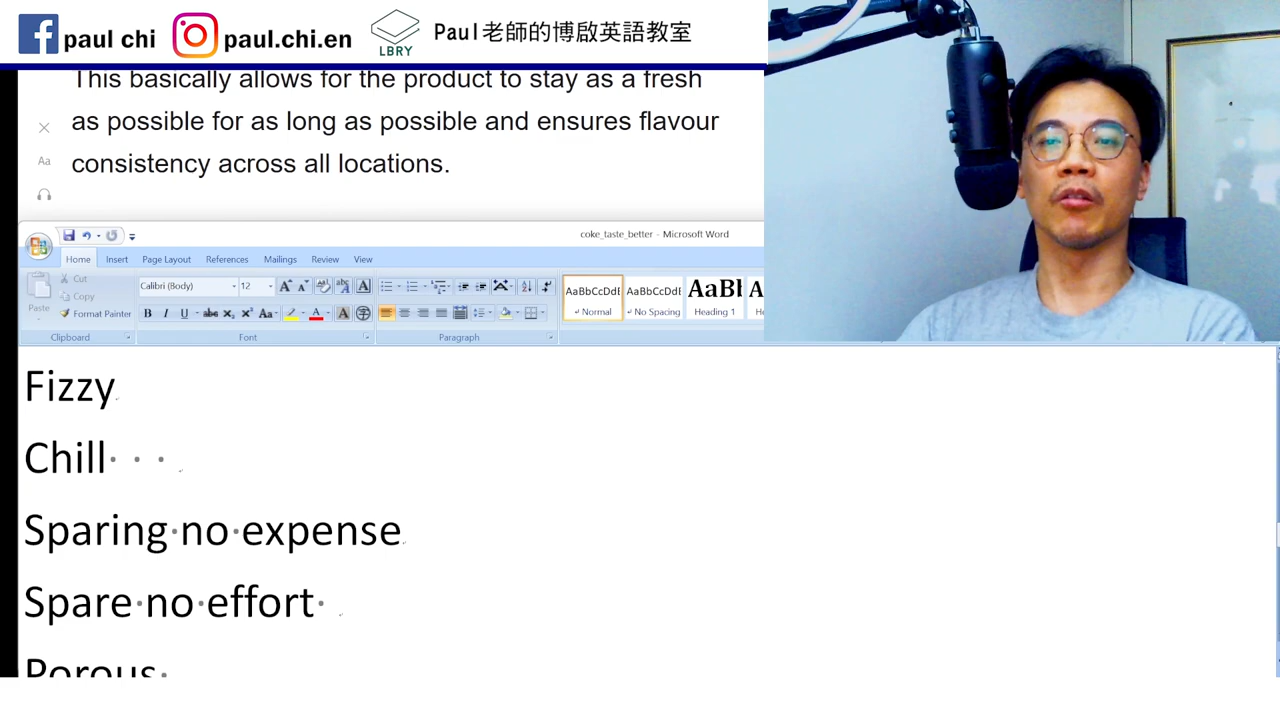 paul chi
paul.chi.en
LBRY
Paul老師的博啟英語教室
This basically allows for the product to stay as a fresh
as possible for as long as possible and ensures flavour
consistency across all locations.
Aa
coke_taste_better - Microsoft Word
Home Insert Page Layout References Mailings Review View
Paste
Cut
Copy
Format Painter
Clipboard
Calibri (Body) 12
Font
Paragraph
AaBbCcDdE
Normal
AaBbCcDdE
No Spacing
AaBb
Heading 1
Fizzy
Chill
Sparing no expense
Spare no effort
Porous